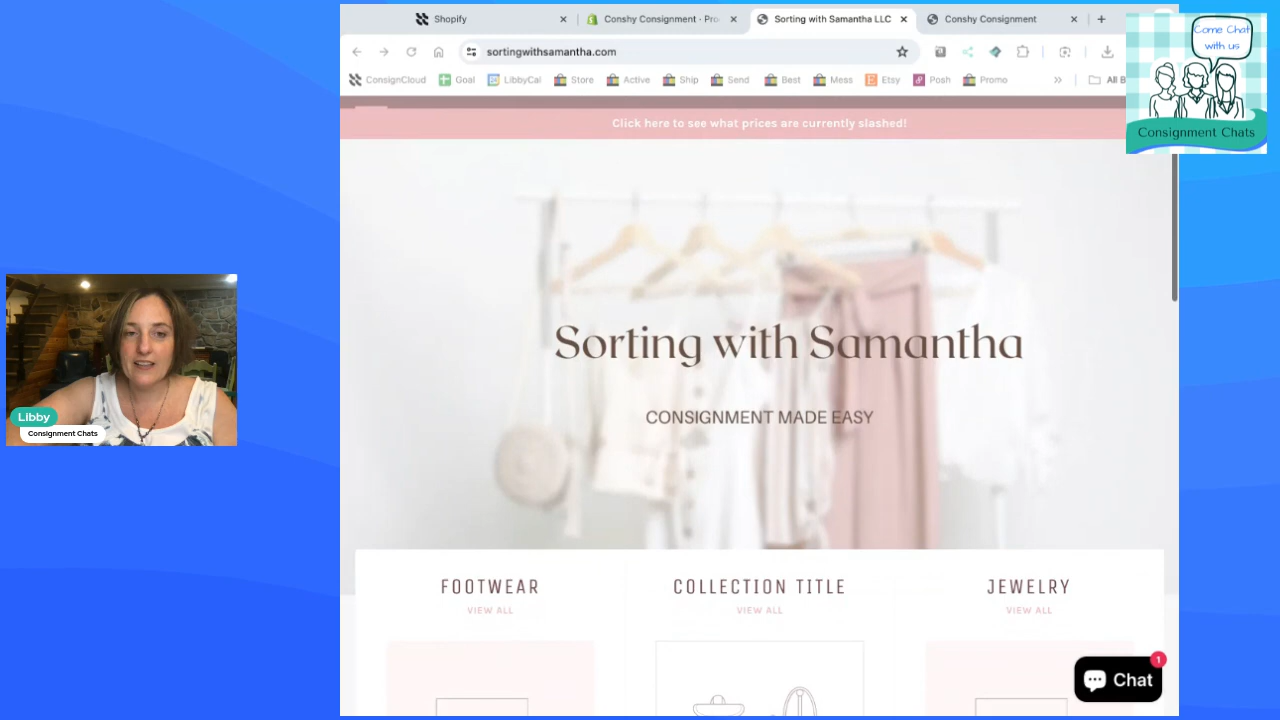 Shopify
Conshy Consignment · Pro
Sorting with Samantha LLC
Conshy Consignment
sortingwithsamantha.com
ConsignCloud
Goal
LibbyCal
Store
Active
Ship
Send
Best
Mess
Etsy
Posh
Promo
»
All B
Come Chat
with us
Consignment Chats
Click here to see what prices are currently slashed!
Sorting with Samantha
CONSIGNMENT MADE EASY
Libby
Consignment Chats
FOOTWEAR
VIEW ALL
COLLECTION TITLE
VIEW ALL
JEWELRY
VIEW ALL
Chat
1